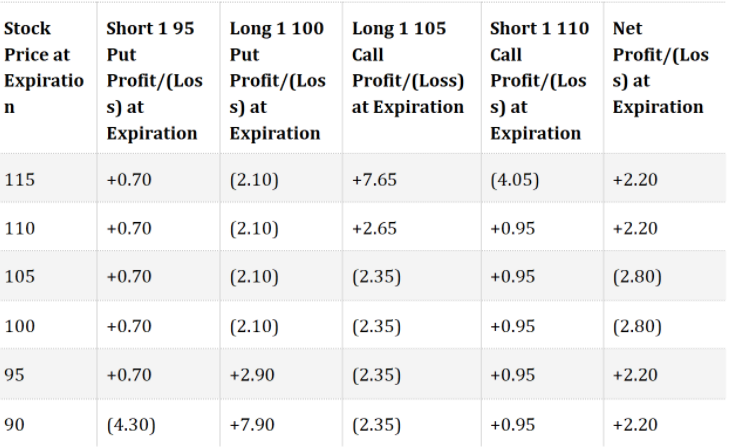 Stock Price at Expiration | Short 1 95 Put Profit/(Loss) at Expiration | Long 1 100 Put Profit/(Loss) at Expiration | Long 1 105 Call Profit/(Loss) at Expiration | Short 1 110 Call Profit/(Loss) at Expiration | Net Profit/(Loss) at Expiration
115 | +0.70 | (2.10) | +7.65 | (4.05) | +2.20
110 | +0.70 | (2.10) | +2.65 | +0.95 | +2.20
105 | +0.70 | (2.10) | (2.35) | +0.95 | (2.80)
100 | +0.70 | (2.10) | (2.35) | +0.95 | (2.80)
95 | +0.70 | +2.90 | (2.35) | +0.95 | +2.20
90 | (4.30) | +7.90 | (2.35) | +0.95 | +2.20